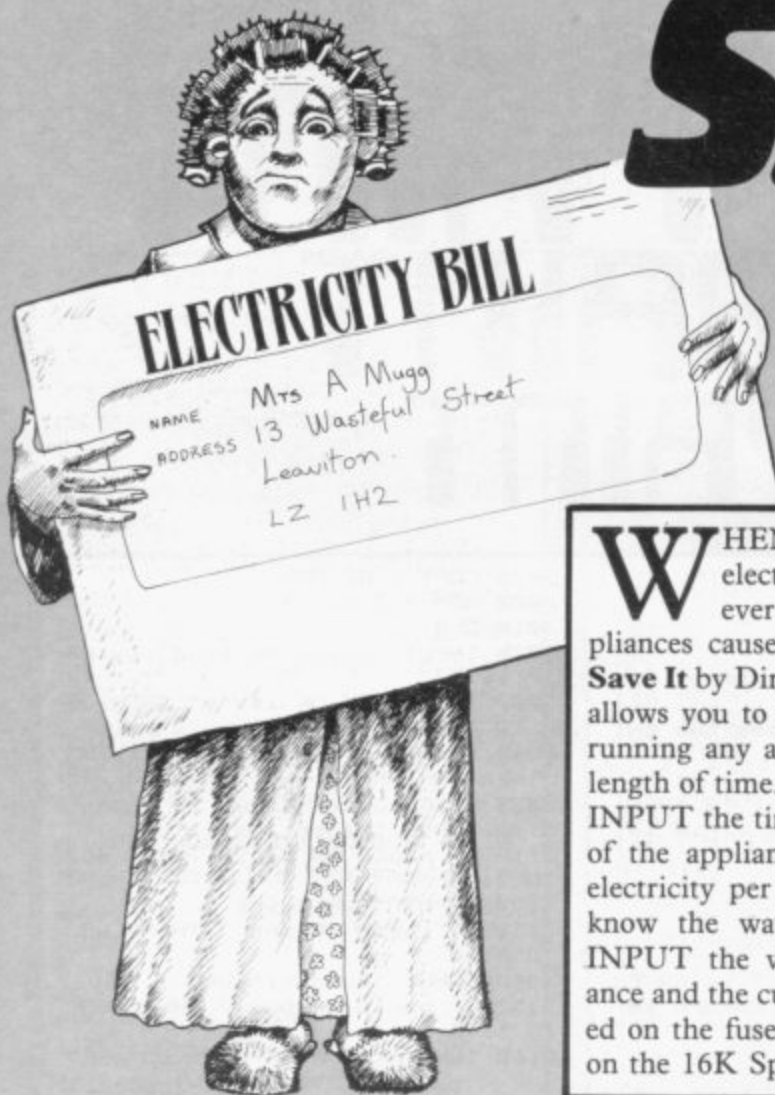 S
ELECTRICITY BILL
NAME Mrs A Mugg
ADDRESS 13 Wasteful Street
Leaviton.
LZ 1H2
WHEN
elect
ever
pliances cause
Save It by Dir
allows you to
running any a
length of time
INPUT the tir
of the applian
electricity per
know the wa
INPUT the v
ance and the cu
ed on the fuse
on the 16K Sp